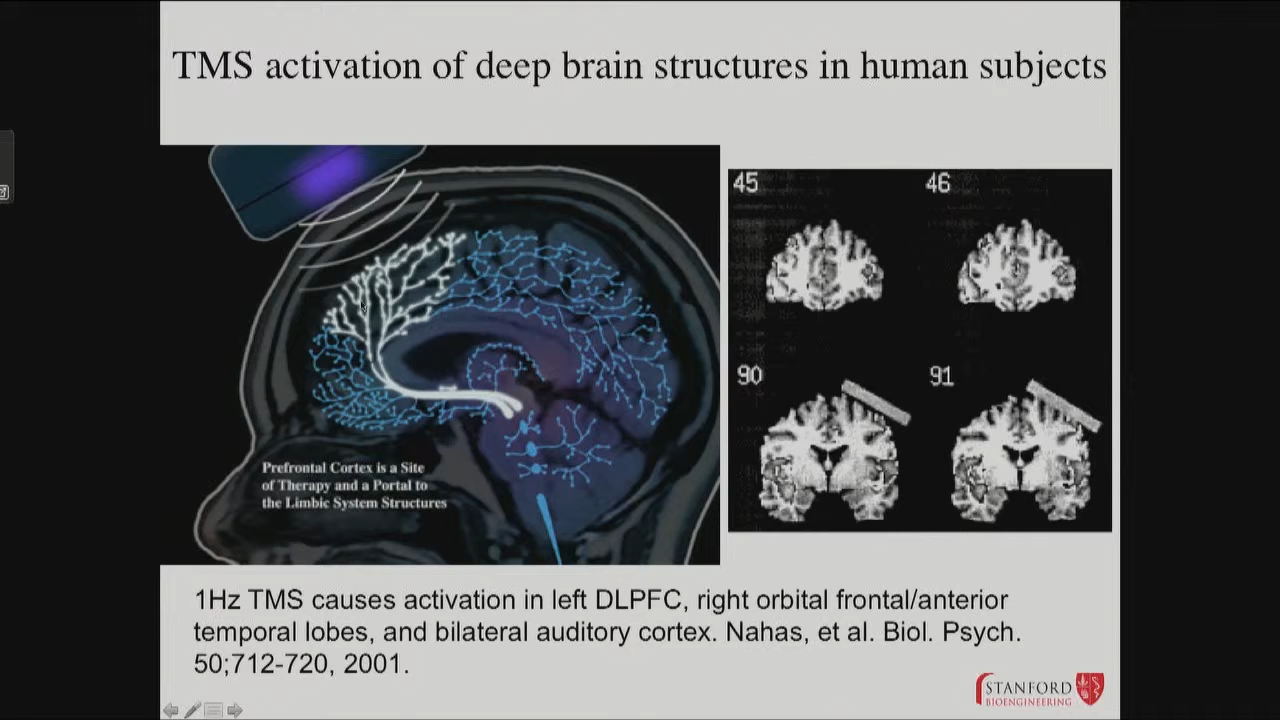 TMS activation of deep brain structures in human subjects
45
46
90
91
Prefrontal Cortex is a Site
of Therapy and a Portal to
the Limbic System Structures
1Hz TMS causes activation in left DLPFC, right orbital frontal/anterior
temporal lobes, and bilateral auditory cortex. Nahas, et al. Biol. Psych.
50;712-720, 2001.
STANFORD
BIOENGINEERING